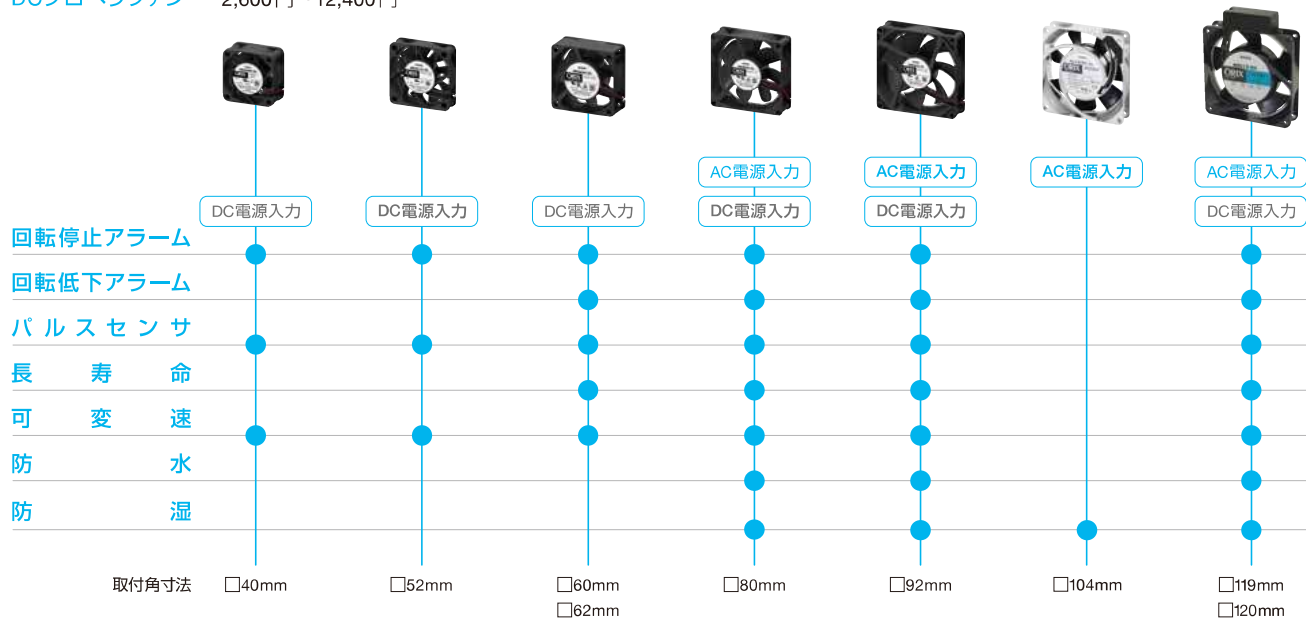 AC電源入力 AC電源入力 AC電源入力 AC電源入力
DC電源入力 DC電源入力 DC電源入力 DC電源入力 DC電源入力 DC電源入力
回転停止アラーム
回転低下アラーム
パルスセンサ
長寿命
可変速
防水
防湿
取付角寸法 □40mm □52mm □60mm □80mm □92mm □104mm □119mm
□62mm □120mm